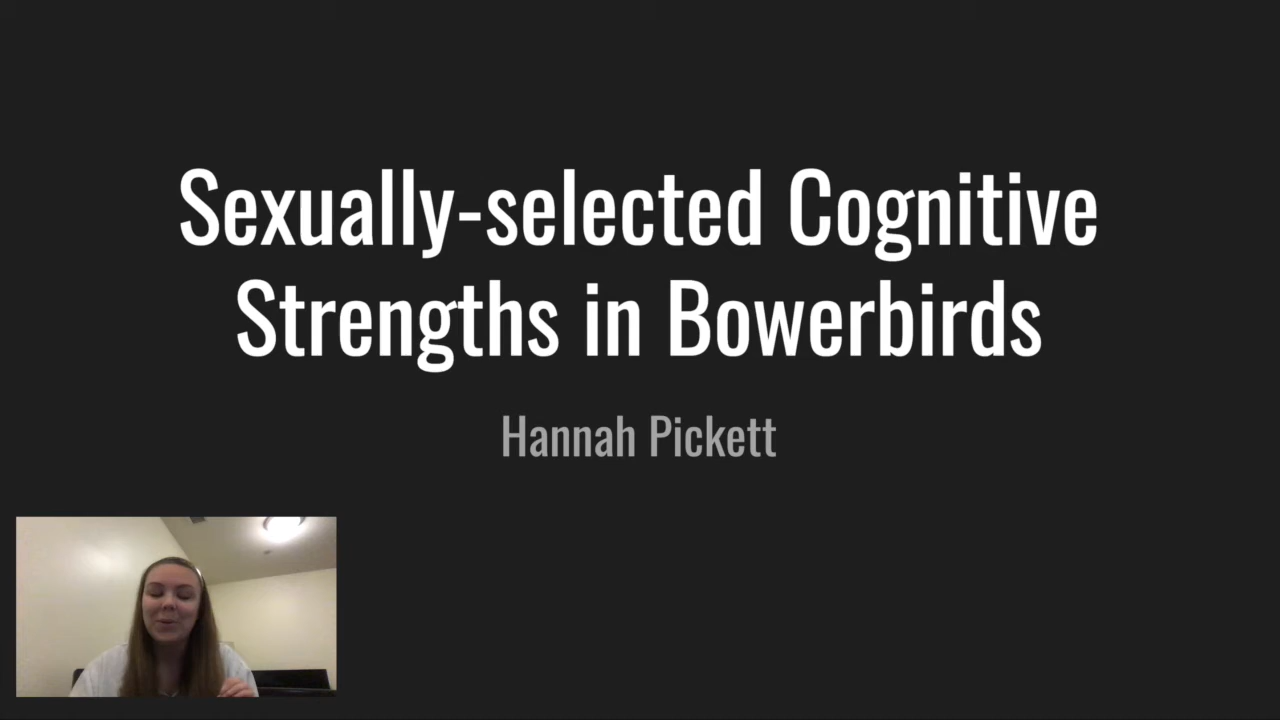 Sexually-selected Cognitive
Strengths in Bowerbirds
Hannah Pickett